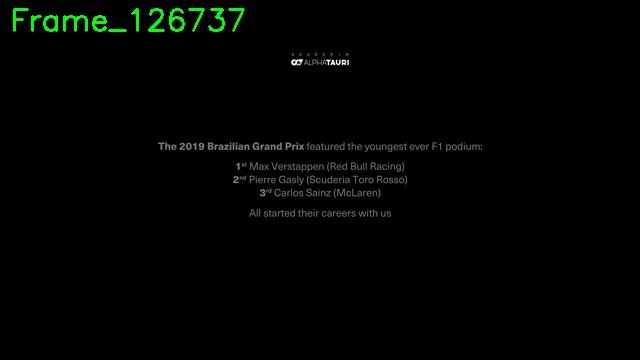 Frame_126737
SCUDERIA
ALPHATAURI
The 2019 Brazilian Grand Prix featured the youngest ever F1 podium:
1st Max Verstappen (Red Bull Racing)
2nd Pierre Gasly (Scuderia Toro Rosso)
3rd Carlos Sainz (McLaren)
All started their careers with us